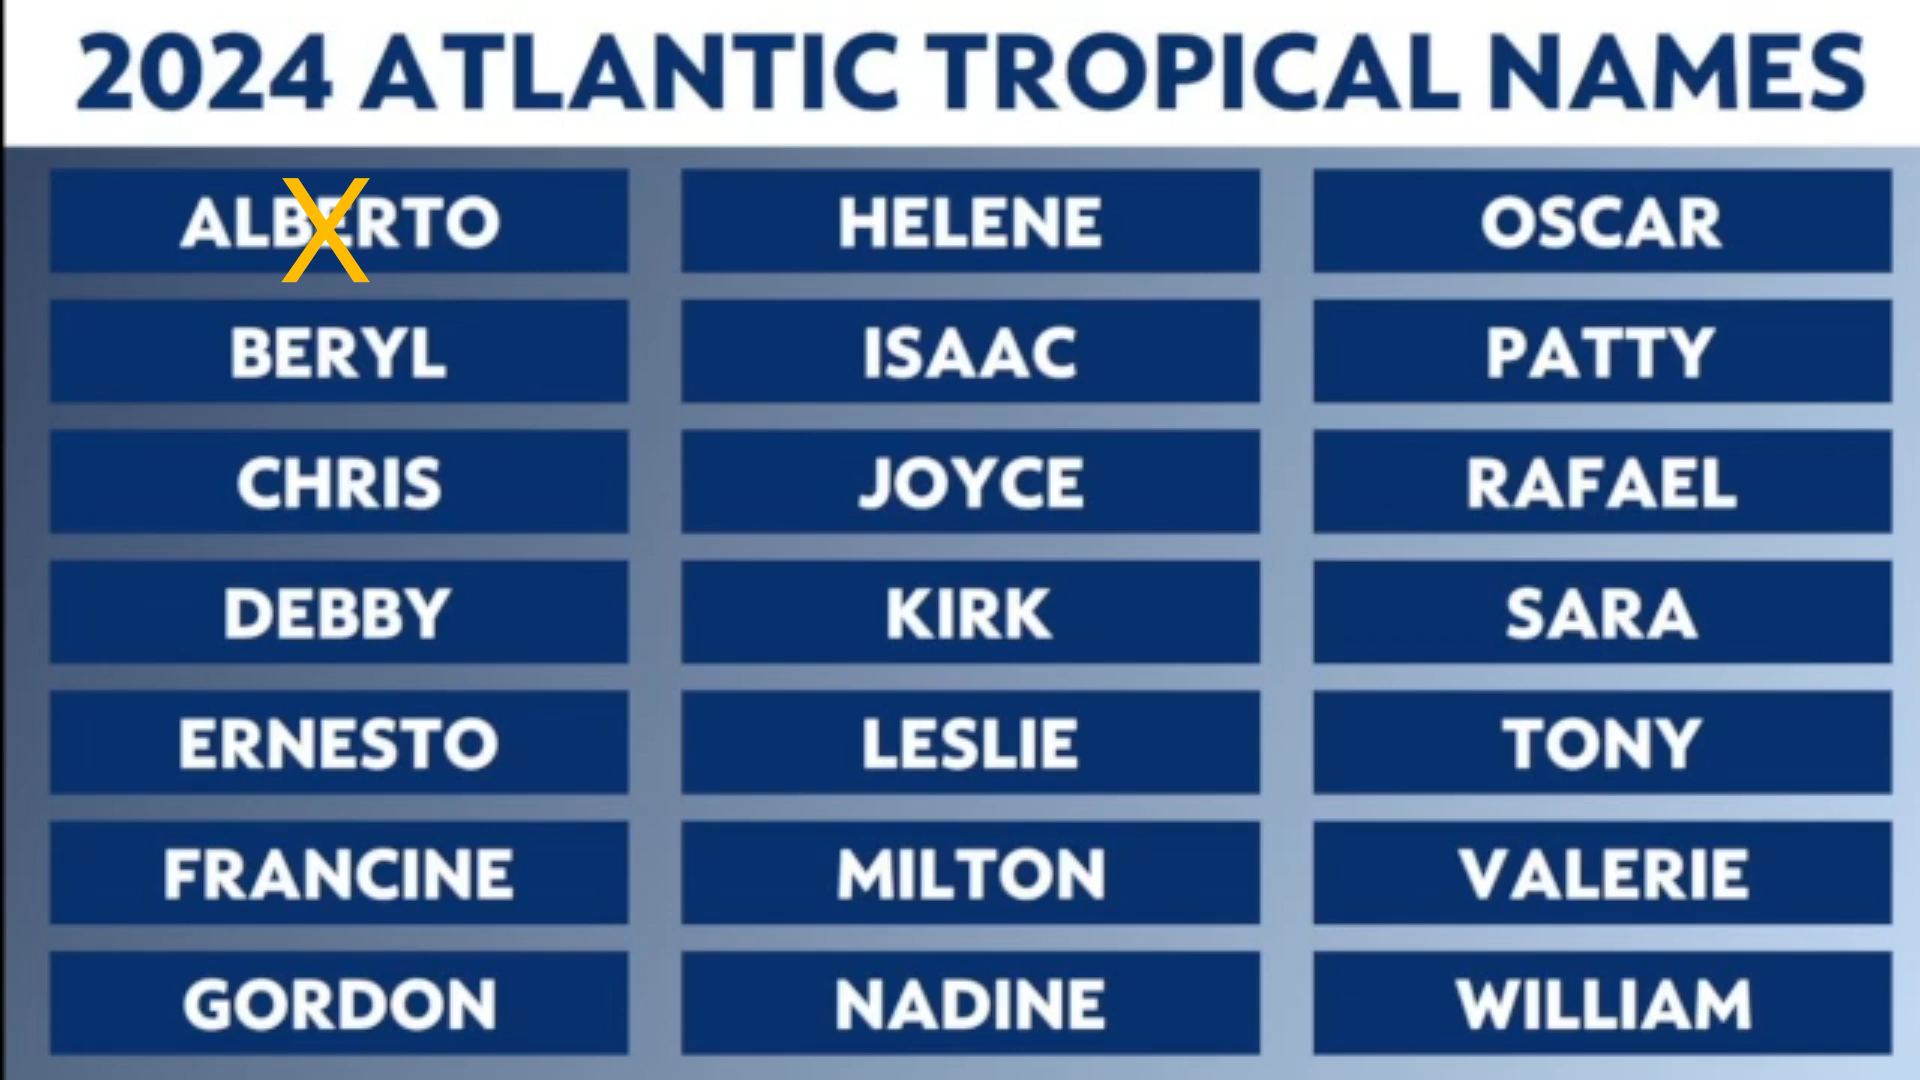 2024 ATLANTIC TROPICAL NAMES
ALBERTO
X
BERYL
CHRIS
DEBBY
ERNESTO
FRANCINE
GORDON
HELENE
ISAAC
JOYCE
KIRK
LESLIE
MILTON
NADINE
OSCAR
PATTY
RAFAEL
SARA
TONY
VALERIE
WILLIAM